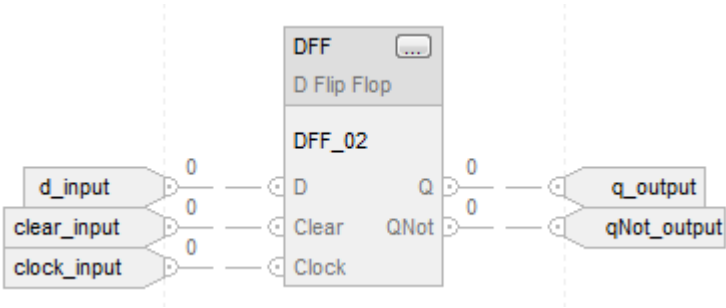 DFF ...
D Flip Flop
DFF_02
d_input 0 D Q 0 q_output
clear_input 0 Clear QNot 0 qNot_output
clock_input 0 Clock